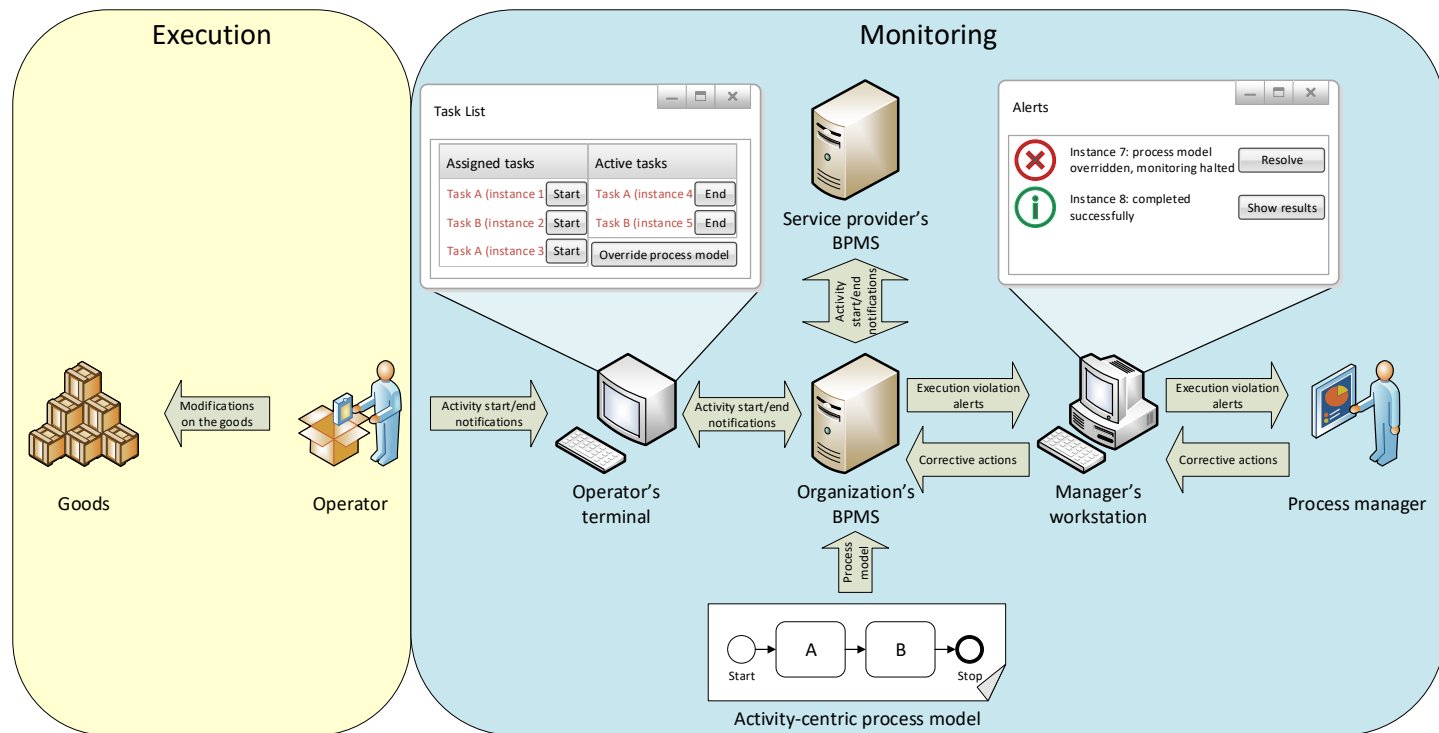 Execution
Monitoring
Task List
Assigned tasks
Active tasks
Task A (instance 1
Start
Task A (instance 4
End
Task B (instance 2
Start
Task B (instance 5
End
Task A (instance 3
Start
Override process model
Service provider's
BPMS
Alerts
Instance 7: process model
overridden, monitoring halted
Resolve
Instance 8: completed
successfully
Show results
Activity
start/end
notifications
Modifications
on the goods
Activity start/end
notifications
Activity start/end
notifications
Execution violation
alerts
Corrective actions
Execution violation
alerts
Corrective actions
Goods
Operator
Operator's
terminal
Organization's
BPMS
Manager's
workstation
Process manager
Process
model
Start
A
B
Stop
Activity-centric process model